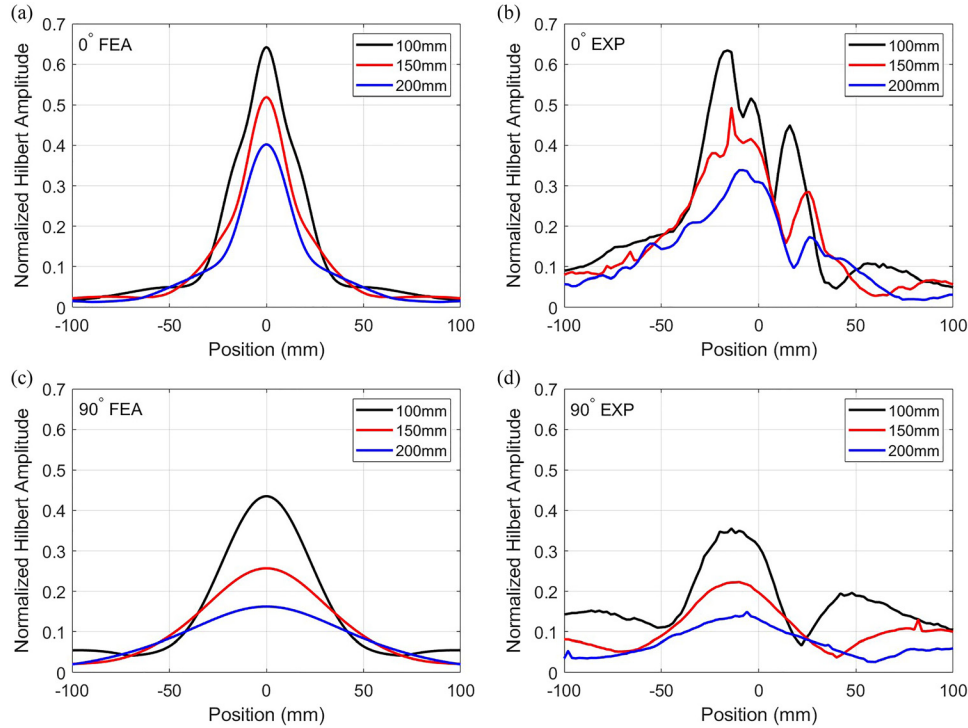 (a)
0.7
0.6
0.5
0.4
0.3
0.2
0.1
0
Normalized Hilbert Amplitude
0° FEA
100mm
150mm
200mm
-100
-50
0
50
100
Position (mm)
(b)
0.7
0.6
0.5
0.4
0.3
0.2
0.1
0
Normalized Hilbert Amplitude
0° EXP
100mm
150mm
200mm
-100
-50
0
50
100
Position (mm)
(c)
0.7
0.6
0.5
0.4
0.3
0.2
0.1
0
Normalized Hilbert Amplitude
90° FEA
100mm
150mm
200mm
-100
-50
0
50
100
Position (mm)
(d)
0.7
0.6
0.5
0.4
0.3
0.2
0.1
0
Normalized Hilbert Amplitude
90° EXP
100mm
150mm
200mm
-100
-50
0
50
100
Position (mm)